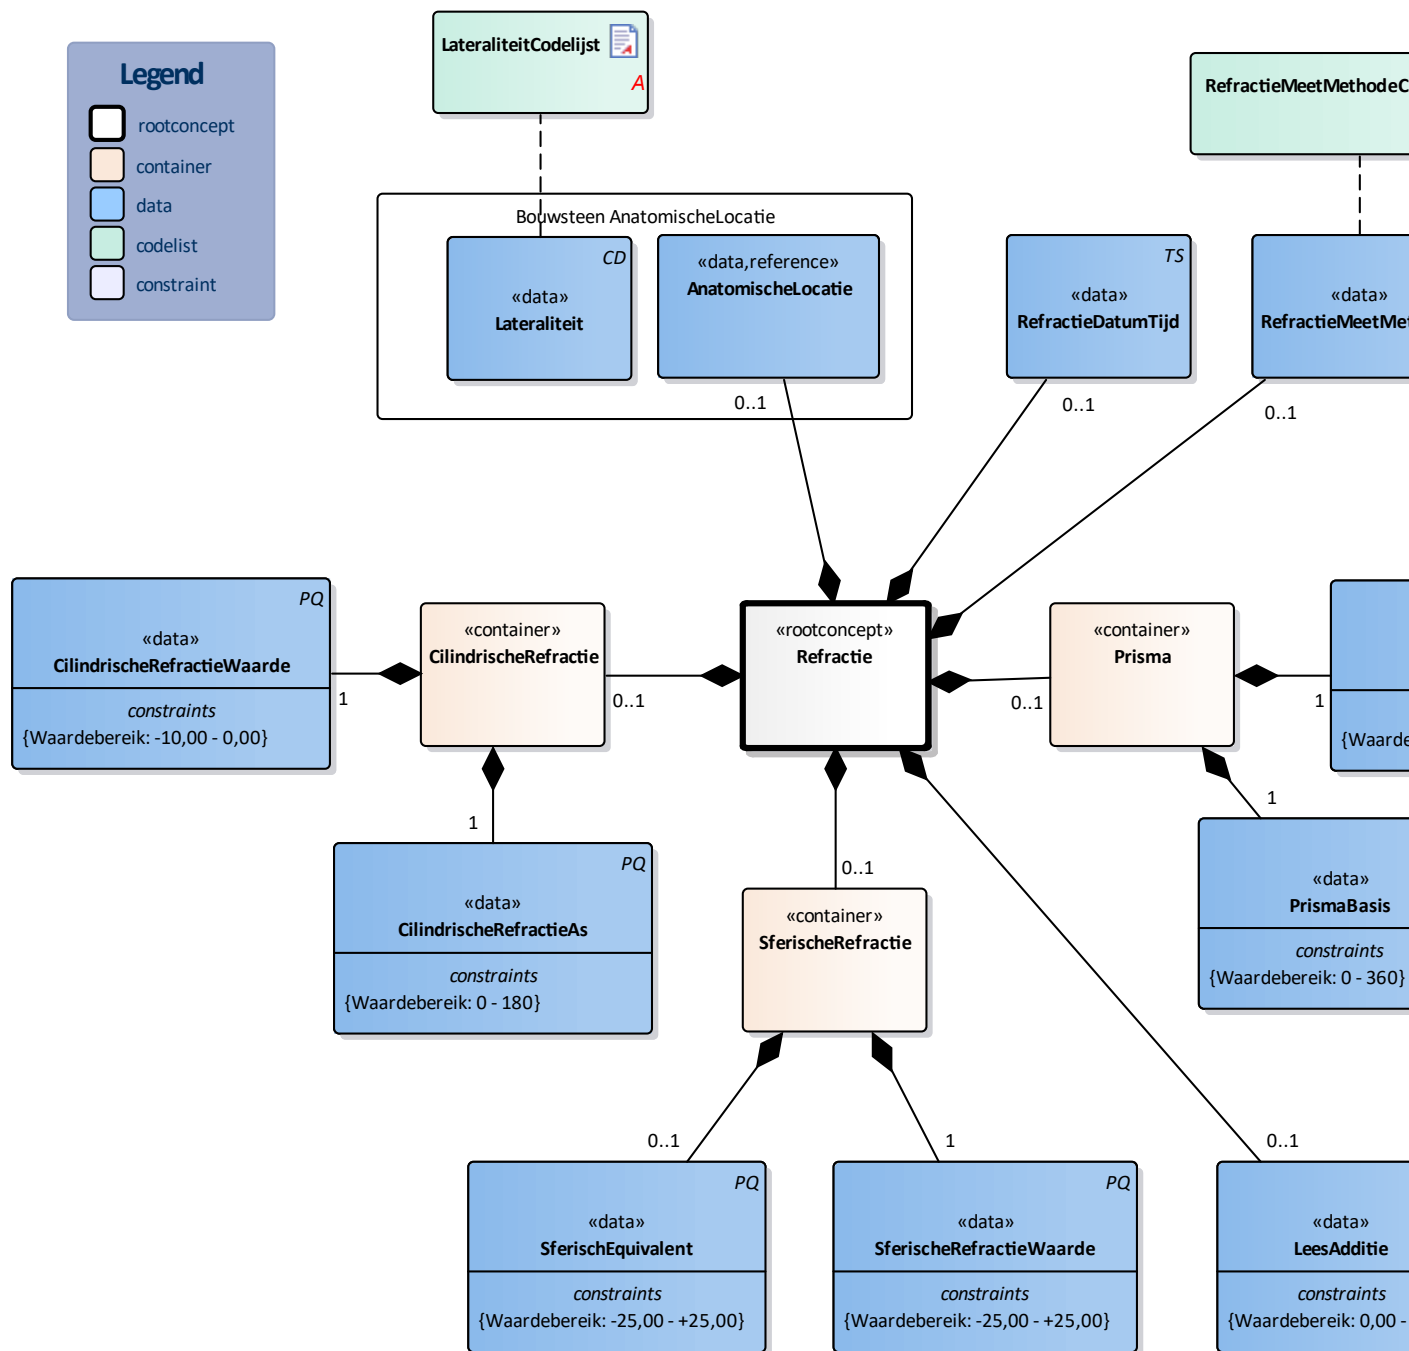 Legend
rootconcept
container
data
codelist
constraint
LateraliteitCodelijst
A
Bouwsteen AnatomischeLocatie
CD
«data»
Lateraliteit
«data,reference»
AnatomischeLocatie
0..1
TS
«data»
RefractieDatumTijd
0..1
RefractieMeetMethodeC
«data»
RefractieMeetMet
0..1
PQ
«data»
CilindrischeRefractieWaarde
constraints
{Waardebereik: -10,00 - 0,00}
1
«container»
CilindrischeRefractie
0..1
«rootconcept»
Refractie
0..1
«container»
Prisma
1
{Waarde
1
PQ
«data»
CilindrischeRefractieAs
constraints
{Waardebereik: 0 - 180}
0..1
«container»
SferischeRefractie
1
«data»
PrismaBasis
constraints
{Waardebereik: 0 - 360}
0..1
PQ
«data»
SferischEquivalent
constraints
{Waardebereik: -25,00 - +25,00}
1
PQ
«data»
SferischeRefractieWaarde
constraints
{Waardebereik: -25,00 - +25,00}
0..1
«data»
LeesAdditie
constraints
{Waardebereik: 0,00 -